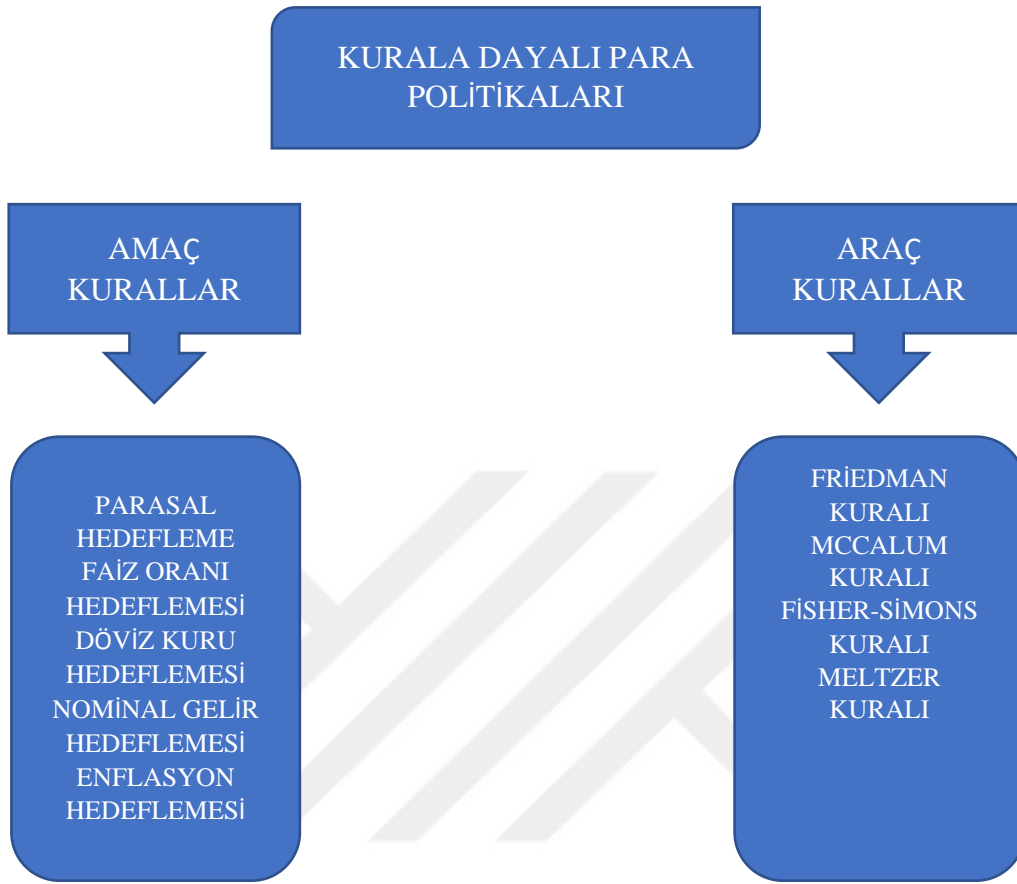 KURALA DAYALI PARA
POLİTİKALARI
AMAÇ
KURALLAR
ARAÇ
KURALLAR
PARASAL
HEDEFLEME
FAİZ ORANI
HEDEFLEMESİ
DÖVİZ KURU
HEDEFLEMESİ
NOMİNAL GELİR
HEDEFLEMESİ
ENFLASYON
HEDEFLEMESİ
FRİEDMAN
KURALI
MCCALUM
KURALI
FİSHER-SİMONS
KURALI
MELTZER
KURALI